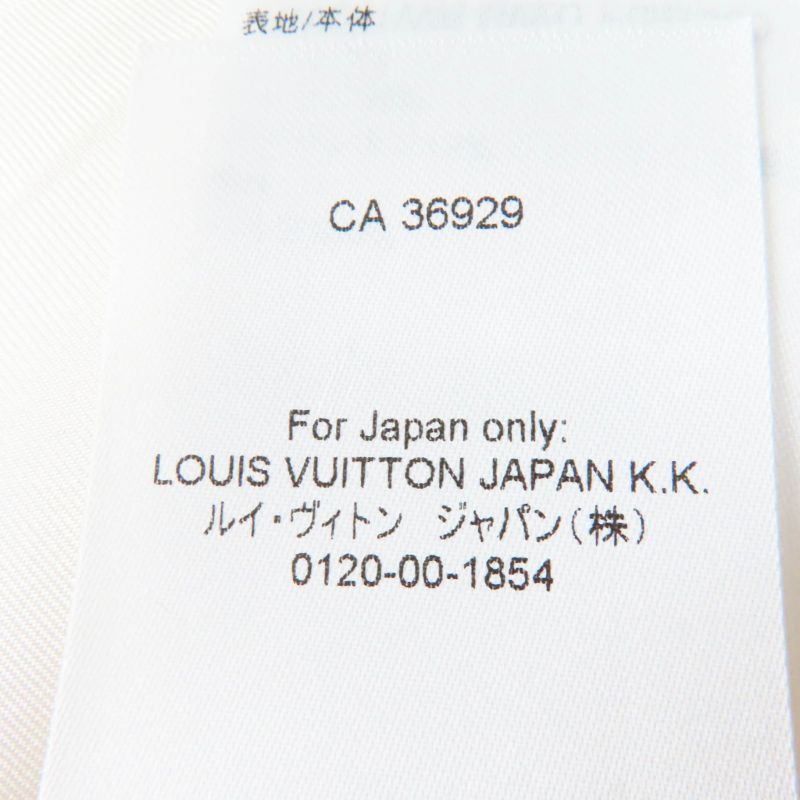 表地/本体
CA 36929
For Japan only:
LOUIS VUITTON JAPAN K.K.
ルイ・ヴィトン　ジャパン(株)
0120-00-1854